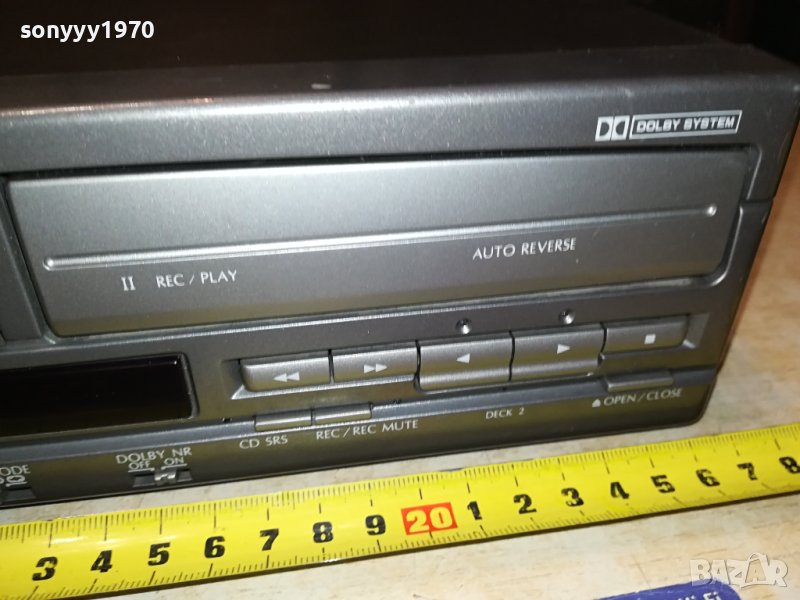 sonyyy1970
DOLBY SYSTEM
II REC / PLAY
AUTO REVERSE
CD SRS
REC / REC MUTE
DECK 2
OPEN / CLOSE
DOLBY NR
OFF ON
3 4 5 6 7 8 9 20 1 2 3 4 5 6 7 8
BAZAR